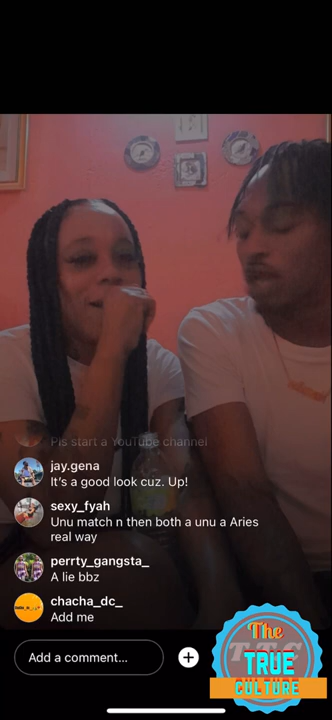 Pls start a YouTube channel
jay.gena
It's a good look cuz. Up!
sexy_fyah
Unu match n then both a unu a Aries
real way
perrty_gangsta_
A lie bbz
chacha_dc_
Add me
Add a comment...
The
TRUE
CULTURE